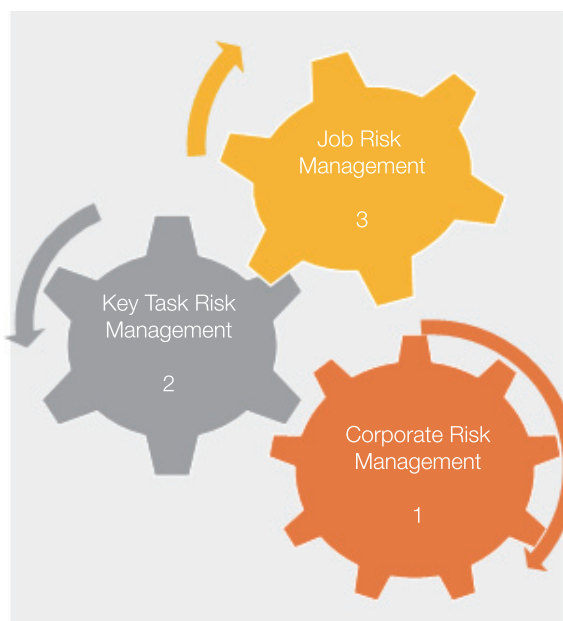 Job Risk
Management
3
Key Task Risk
Management
2
Corporate Risk
Management
1